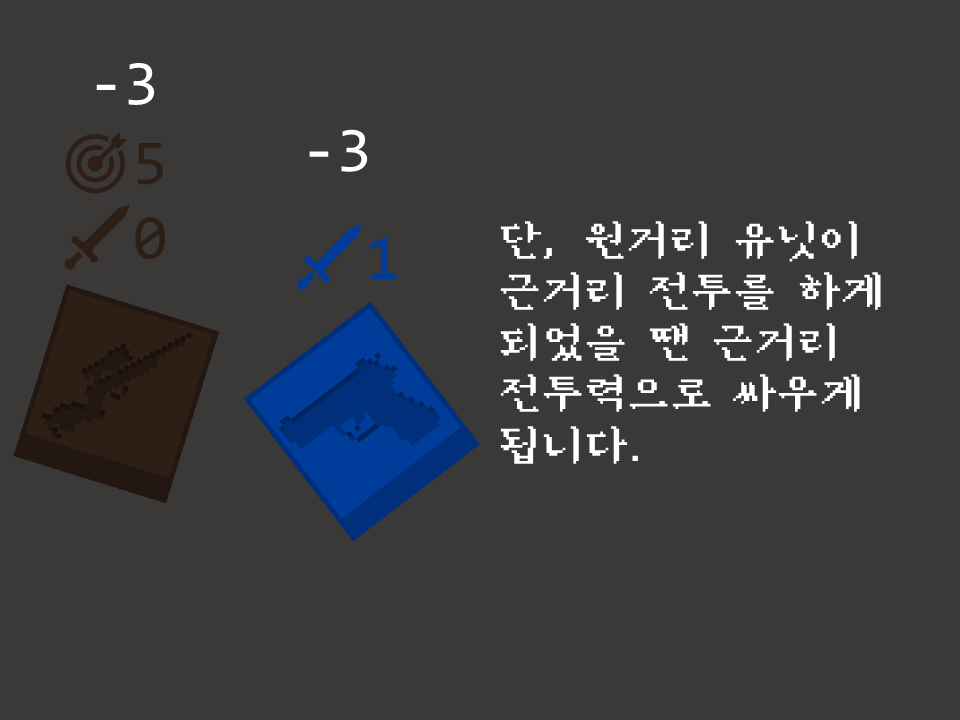 -3
5
0
-3
1
단, 원거리 유닛이
근거리 전투를 하게
되었을 땐 근거리
전투력으로 싸우게
됩니다.